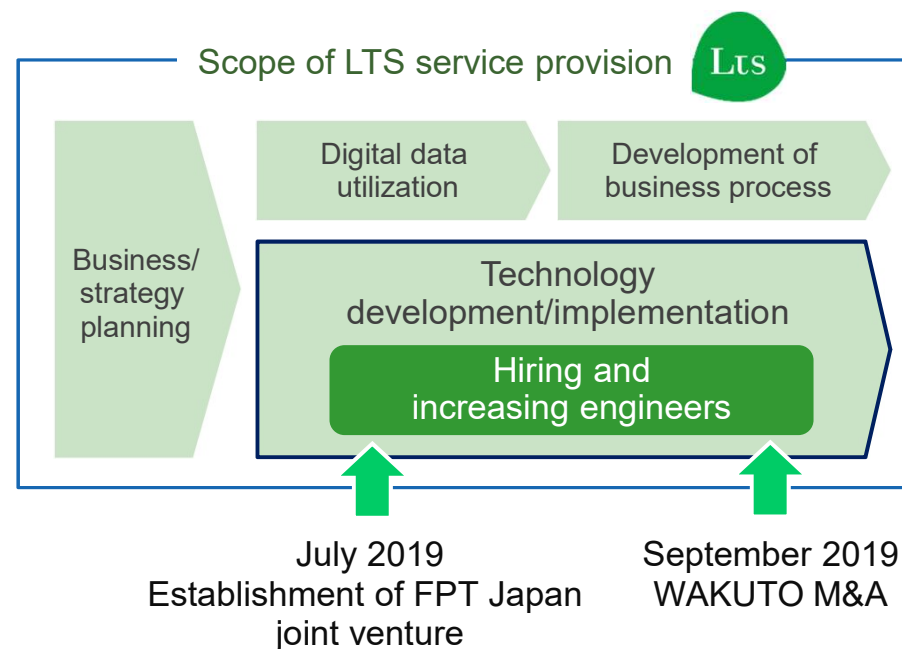 Scope of LTS service provision
Lts
Business/
strategy
planning
Digital data
utilization
Development of
business process
Technology
development/implementation
Hiring and
increasing engineers
July 2019
Establishment of FPT Japan
joint venture
September 2019
WAKUTO M&A